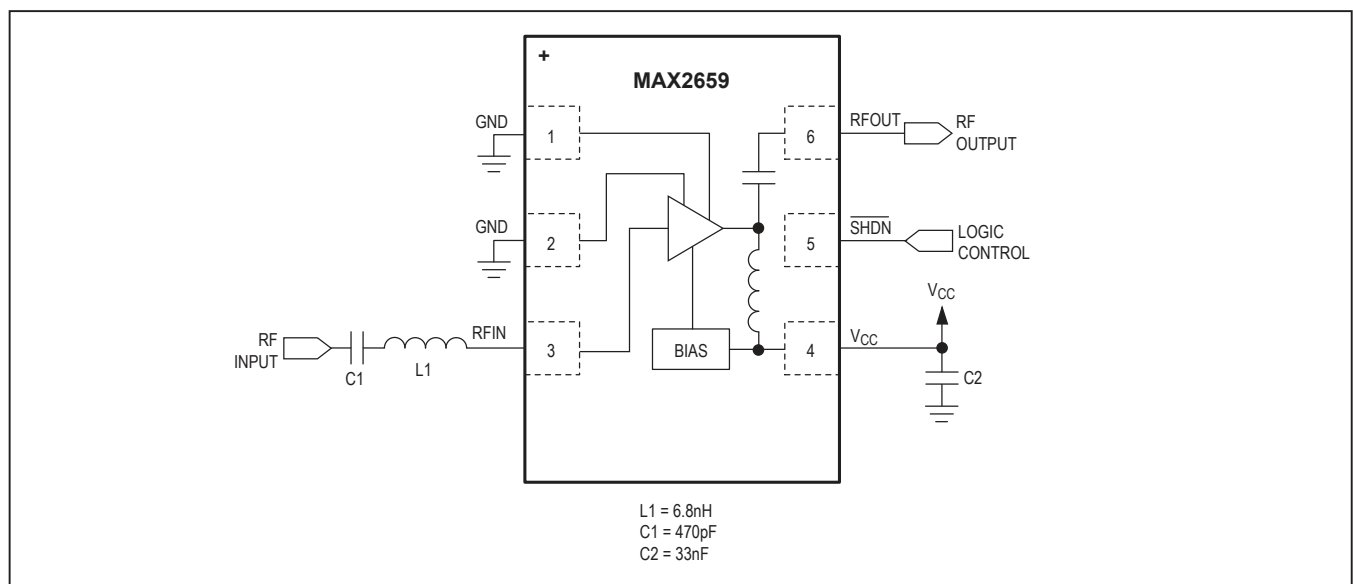 +
MAX2659
GND
1
6
RFOUT
RF
OUTPUT
GND
2
5
SHDN
LOGIC
CONTROL
VCC
RF
INPUT
C1
L1
RFIN
3
BIAS
4
VCC
C2
L1 = 6.8nH
C1 = 470pF
C2 = 33nF